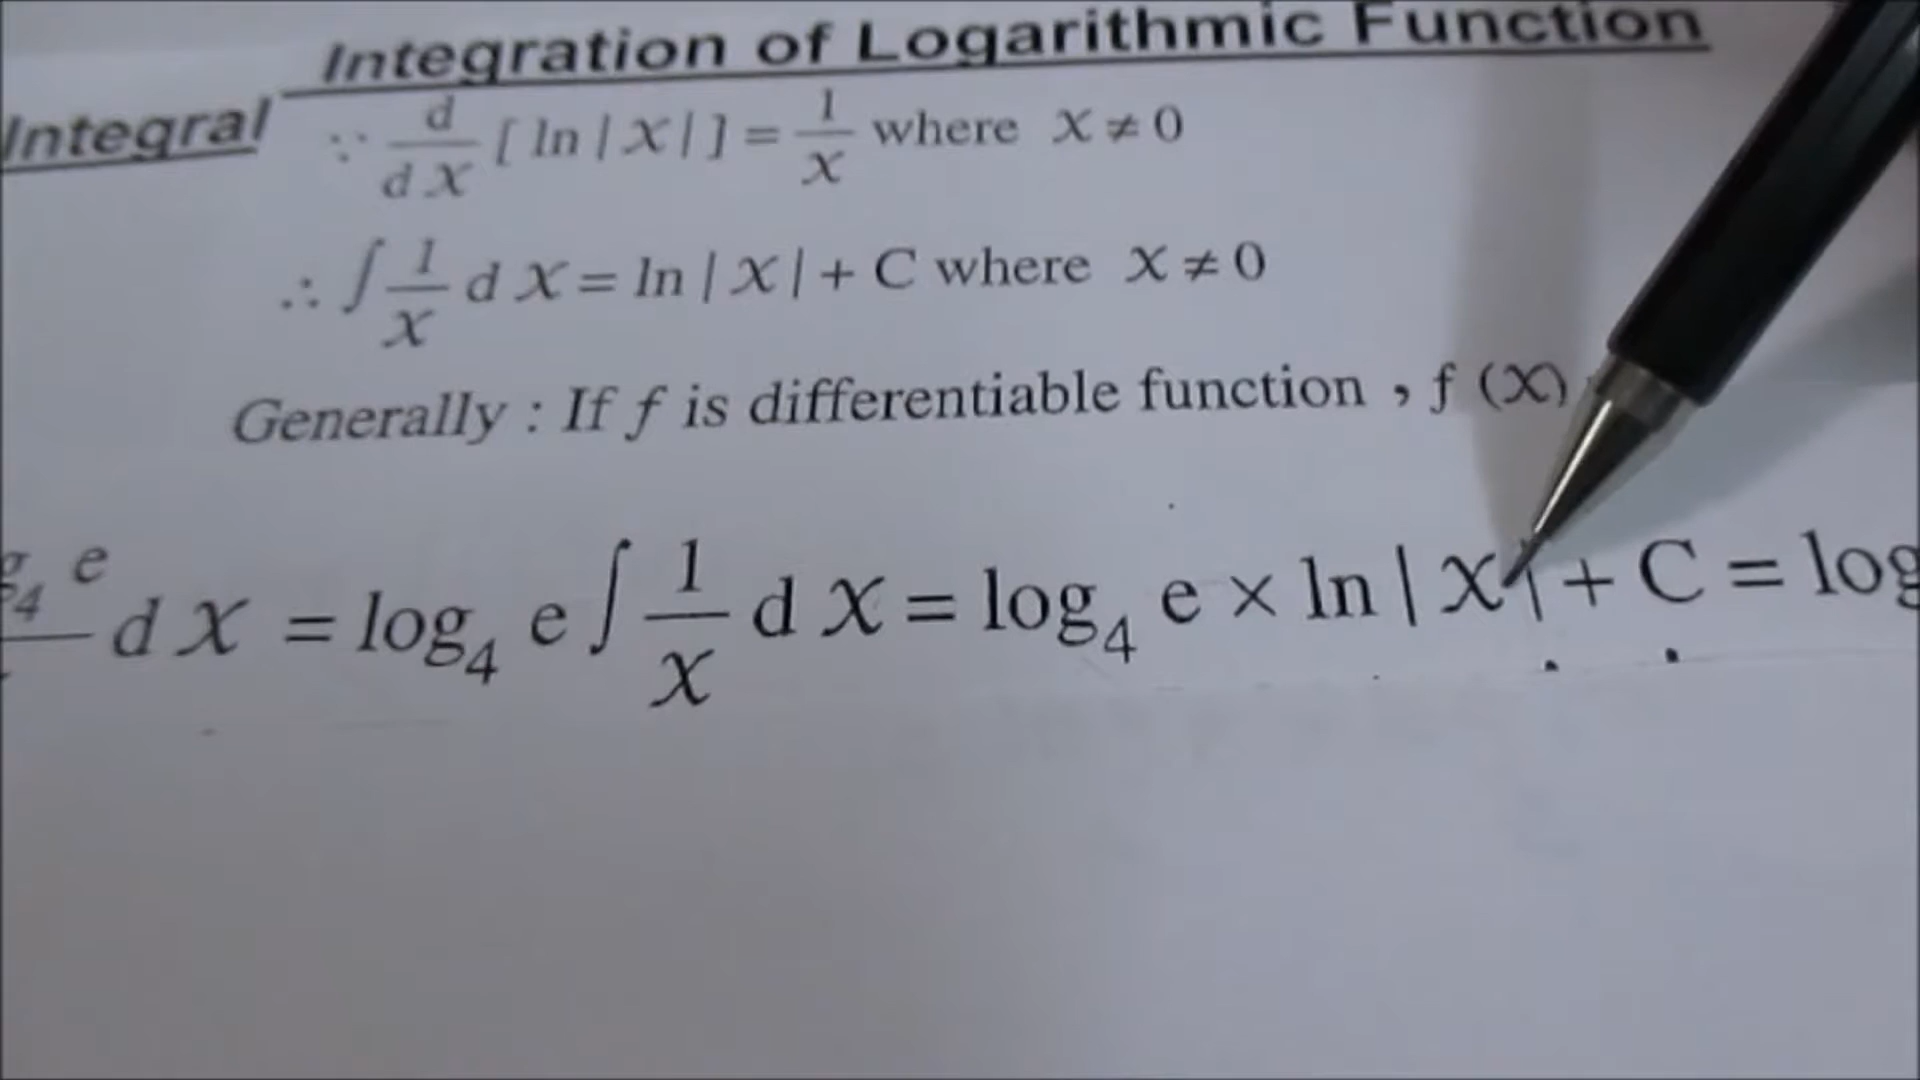 Integration of Logarithmic Function
Integral
∵ d/dX [ ln | X | ] = 1/X where X ≠ 0
∴ ∫ 1/X d X = ln | X | + C where X ≠ 0
Generally : If f is differentiable function , f (X)
4 e d X = log₄ e ∫ 1/X d X = log₄ e × ln | X | + C = log